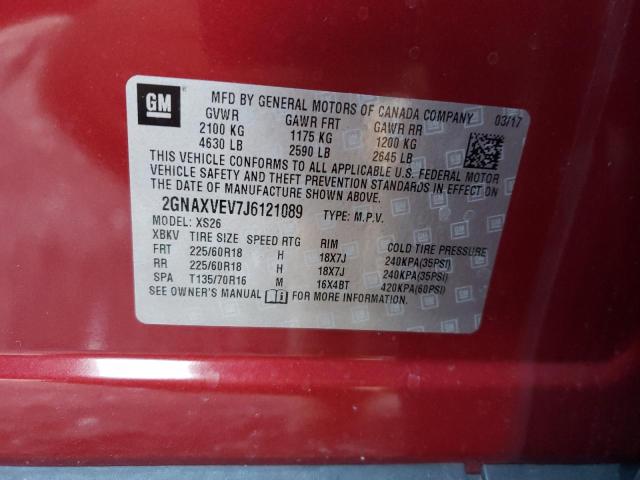 GM
MFD BY GENERAL MOTORS OF CANADA COMPANY 03/17
GVWR GAWR FRT GAWR RR
2100 KG 1175 KG 1200 KG
4630 LB 2590 LB 2645 LB
THIS VEHICLE CONFORMS TO ALL APPLICABLE U.S. FEDERAL MOTOR
VEHICLE SAFETY AND THEFT PREVENTION STANDARDS IN EFFECT ON
THE DATE OF MANUFACTURE SHOWN ABOVE.
2GNAXVEV7J6121089 TYPE: M.P.V.
MODEL: XS26
XBKV TIRE SIZE SPEED RTG RIM COLD TIRE PRESSURE
FRT 225/60R18 H 18X7J 240KPA(35PSI)
RR 225/60R18 H 18X7J 240KPA(35PSI)
SPA T135/70R16 M 16X4BT 420KPA(60PSI)
SEE OWNER'S MANUAL FOR MORE INFORMATION.